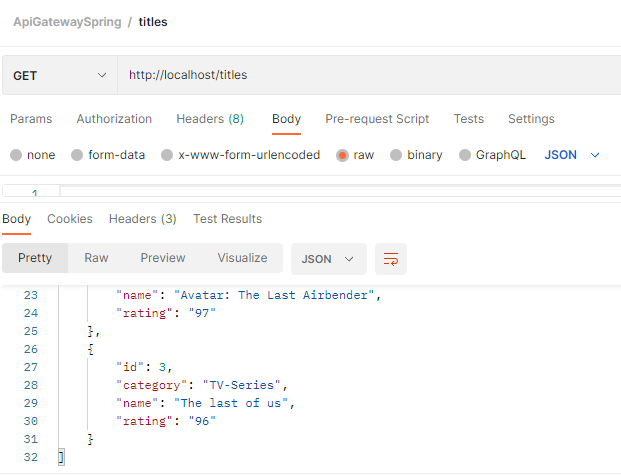 ApiGatewaySpring / titles
GET http://localhost/titles
Params Authorization Headers (8) Body Pre-request Script Tests Settings
none form-data x-www-form-urlencoded raw binary GraphQL JSON
1
Body Cookies Headers (3) Test Results
Pretty Raw Preview Visualize JSON
23 "name": "Avatar: The Last Airbender",
24 "rating": "97"
25 },
26 {
27 "id": 3,
28 "category": "TV-Series",
29 "name": "The last of us",
30 "rating": "96"
31 }
32 ]